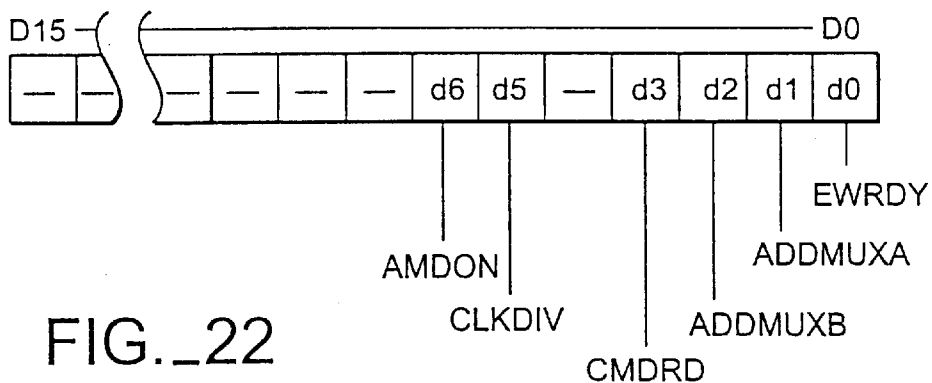 D15 D0
— — — — — — d6 d5 — d3 d2 d1 d0
EWRDY
ADDMUXA
AMDON
CLKDIV
ADDMUXB
CMDRD
FIG._22